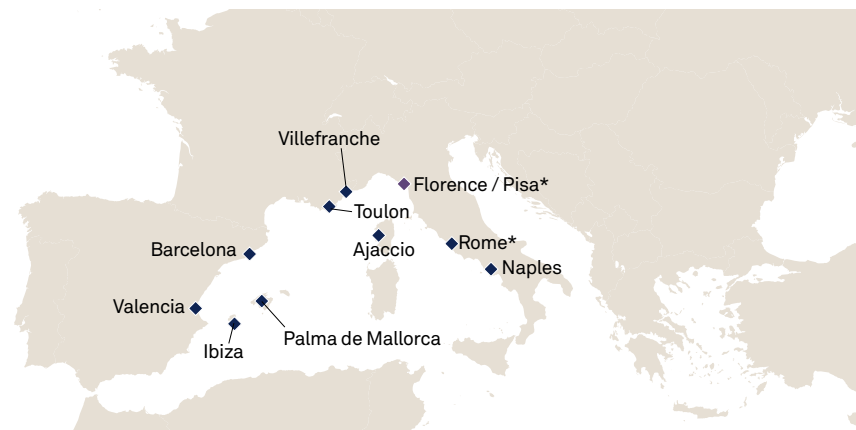 Villefranche
Florence / Pisa*
Toulon
Ajaccio
Rome*
Barcelona
Naples
Valencia
Palma de Mallorca
Ibiza